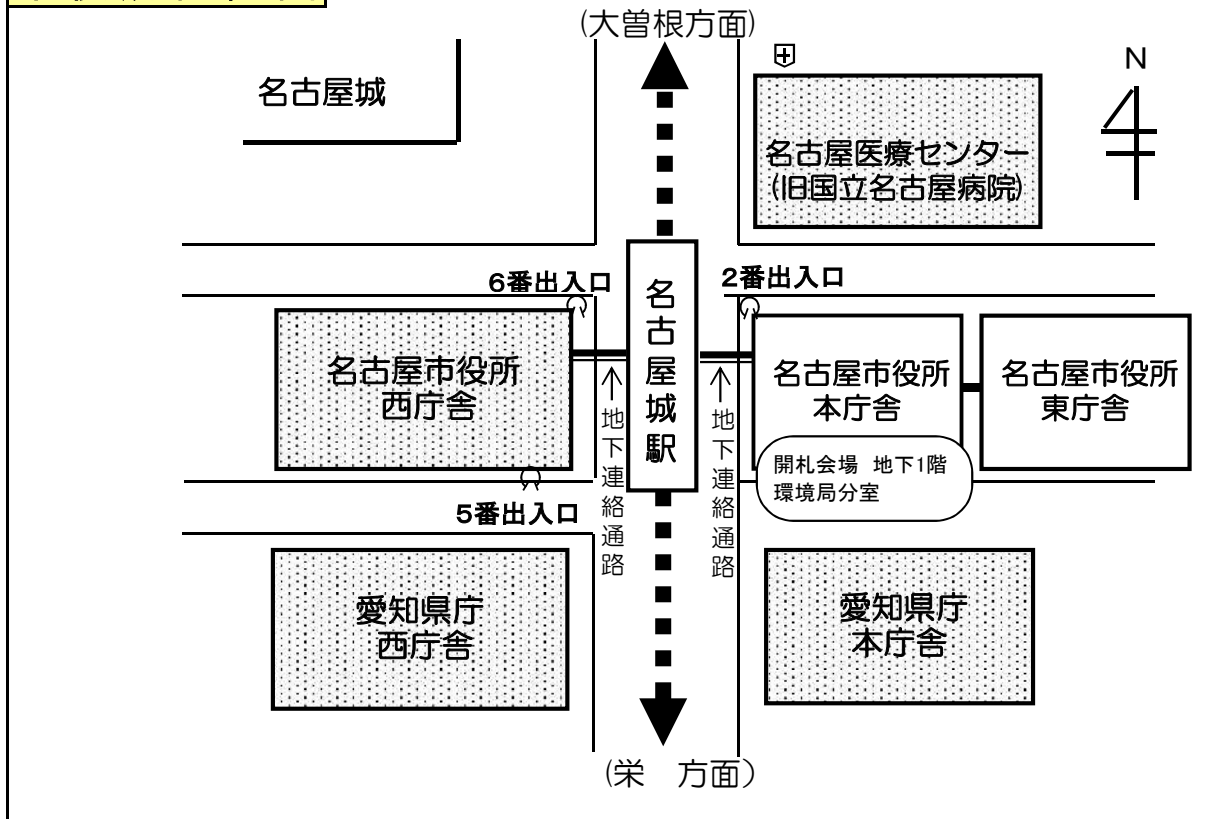 (大曽根方面)
名古屋城
N
名古屋医療センター
(旧国立名古屋病院)
6番出入口
2番出入口
名古屋城駅
名古屋市役所
西庁舎
名古屋市役所
本庁舎
名古屋市役所
東庁舎
↑地下連絡通路
↑地下連絡通路
開札会場 地下1階
環境局分室
5番出入口
愛知県庁
西庁舎
愛知県庁
本庁舎
(栄 方面)